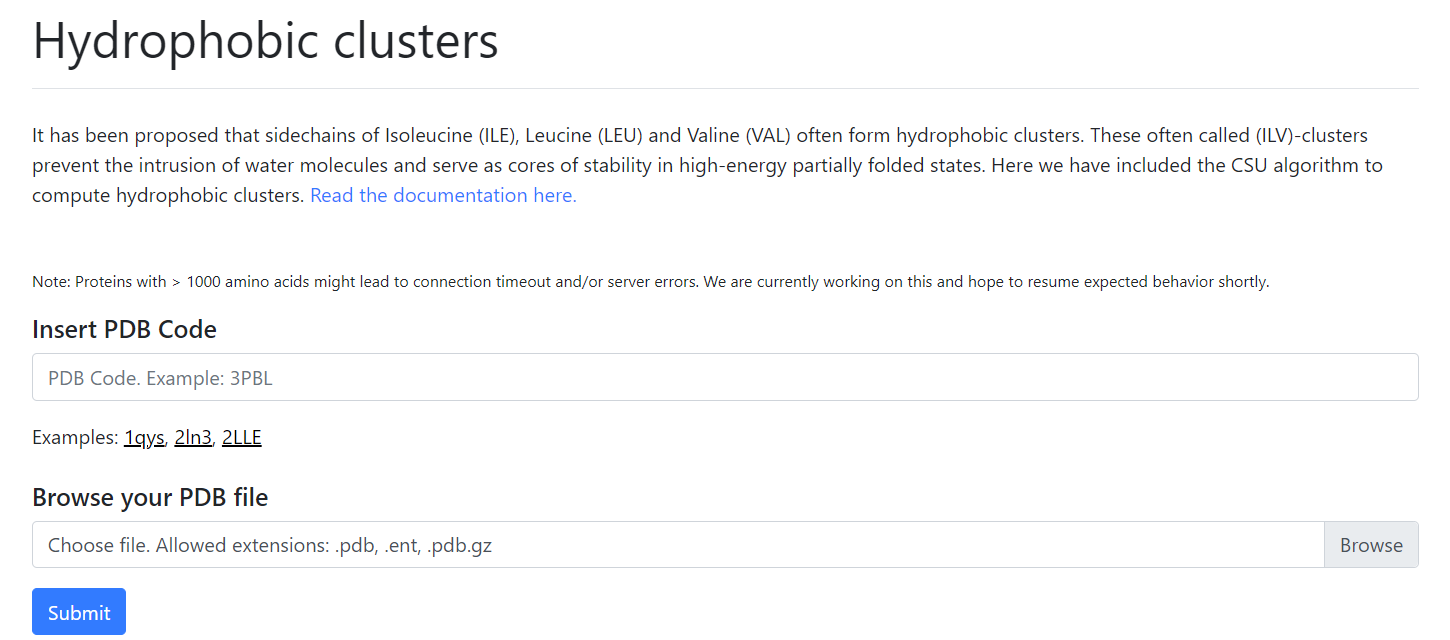 Hydrophobic clusters
It has been proposed that sidechains of Isoleucine (ILE), Leucine (LEU) and Valine (VAL) often form hydrophobic clusters. These often called (ILV)-clusters
prevent the intrusion of water molecules and serve as cores of stability in high-energy partially folded states. Here we have included the CSU algorithm to
compute hydrophobic clusters. Read the documentation here.
Note: Proteins with > 1000 amino acids might lead to connection timeout and/or server errors. We are currently working on this and hope to resume expected behavior shortly.
Insert PDB Code
PDB Code. Example: 3PBL
Examples: 1qys, 2ln3, 2LLE
Browse your PDB file
Choose file. Allowed extensions: .pdb, .ent, .pdb.gz
Browse
Submit